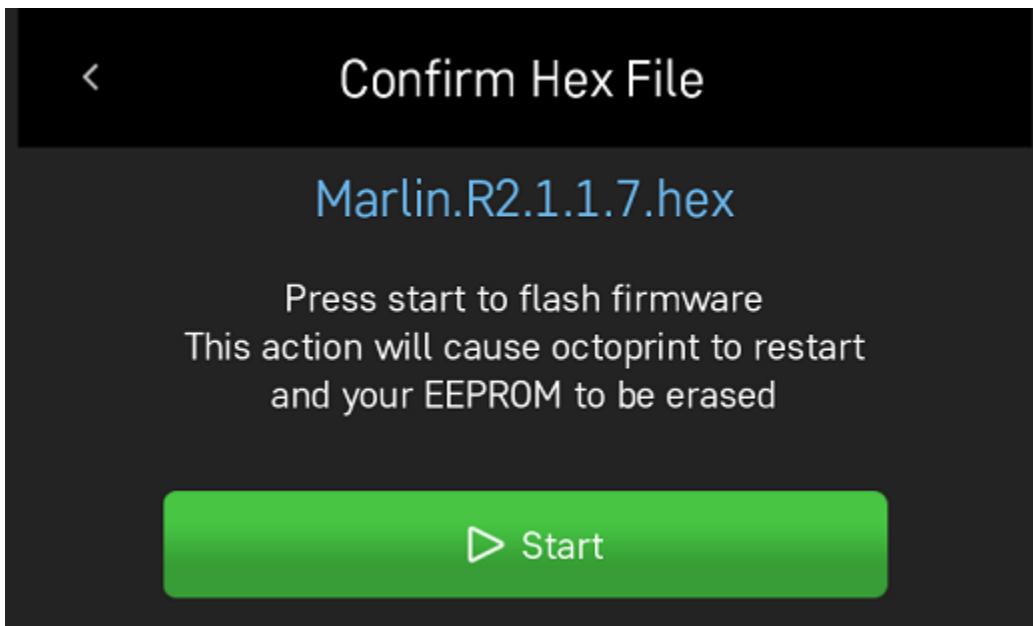 Confirm Hex File
Marlin.R2.1.1.7.hex
Press start to flash firmware
This action will cause octoprint to restart
and your EEPROM to be erased
Start